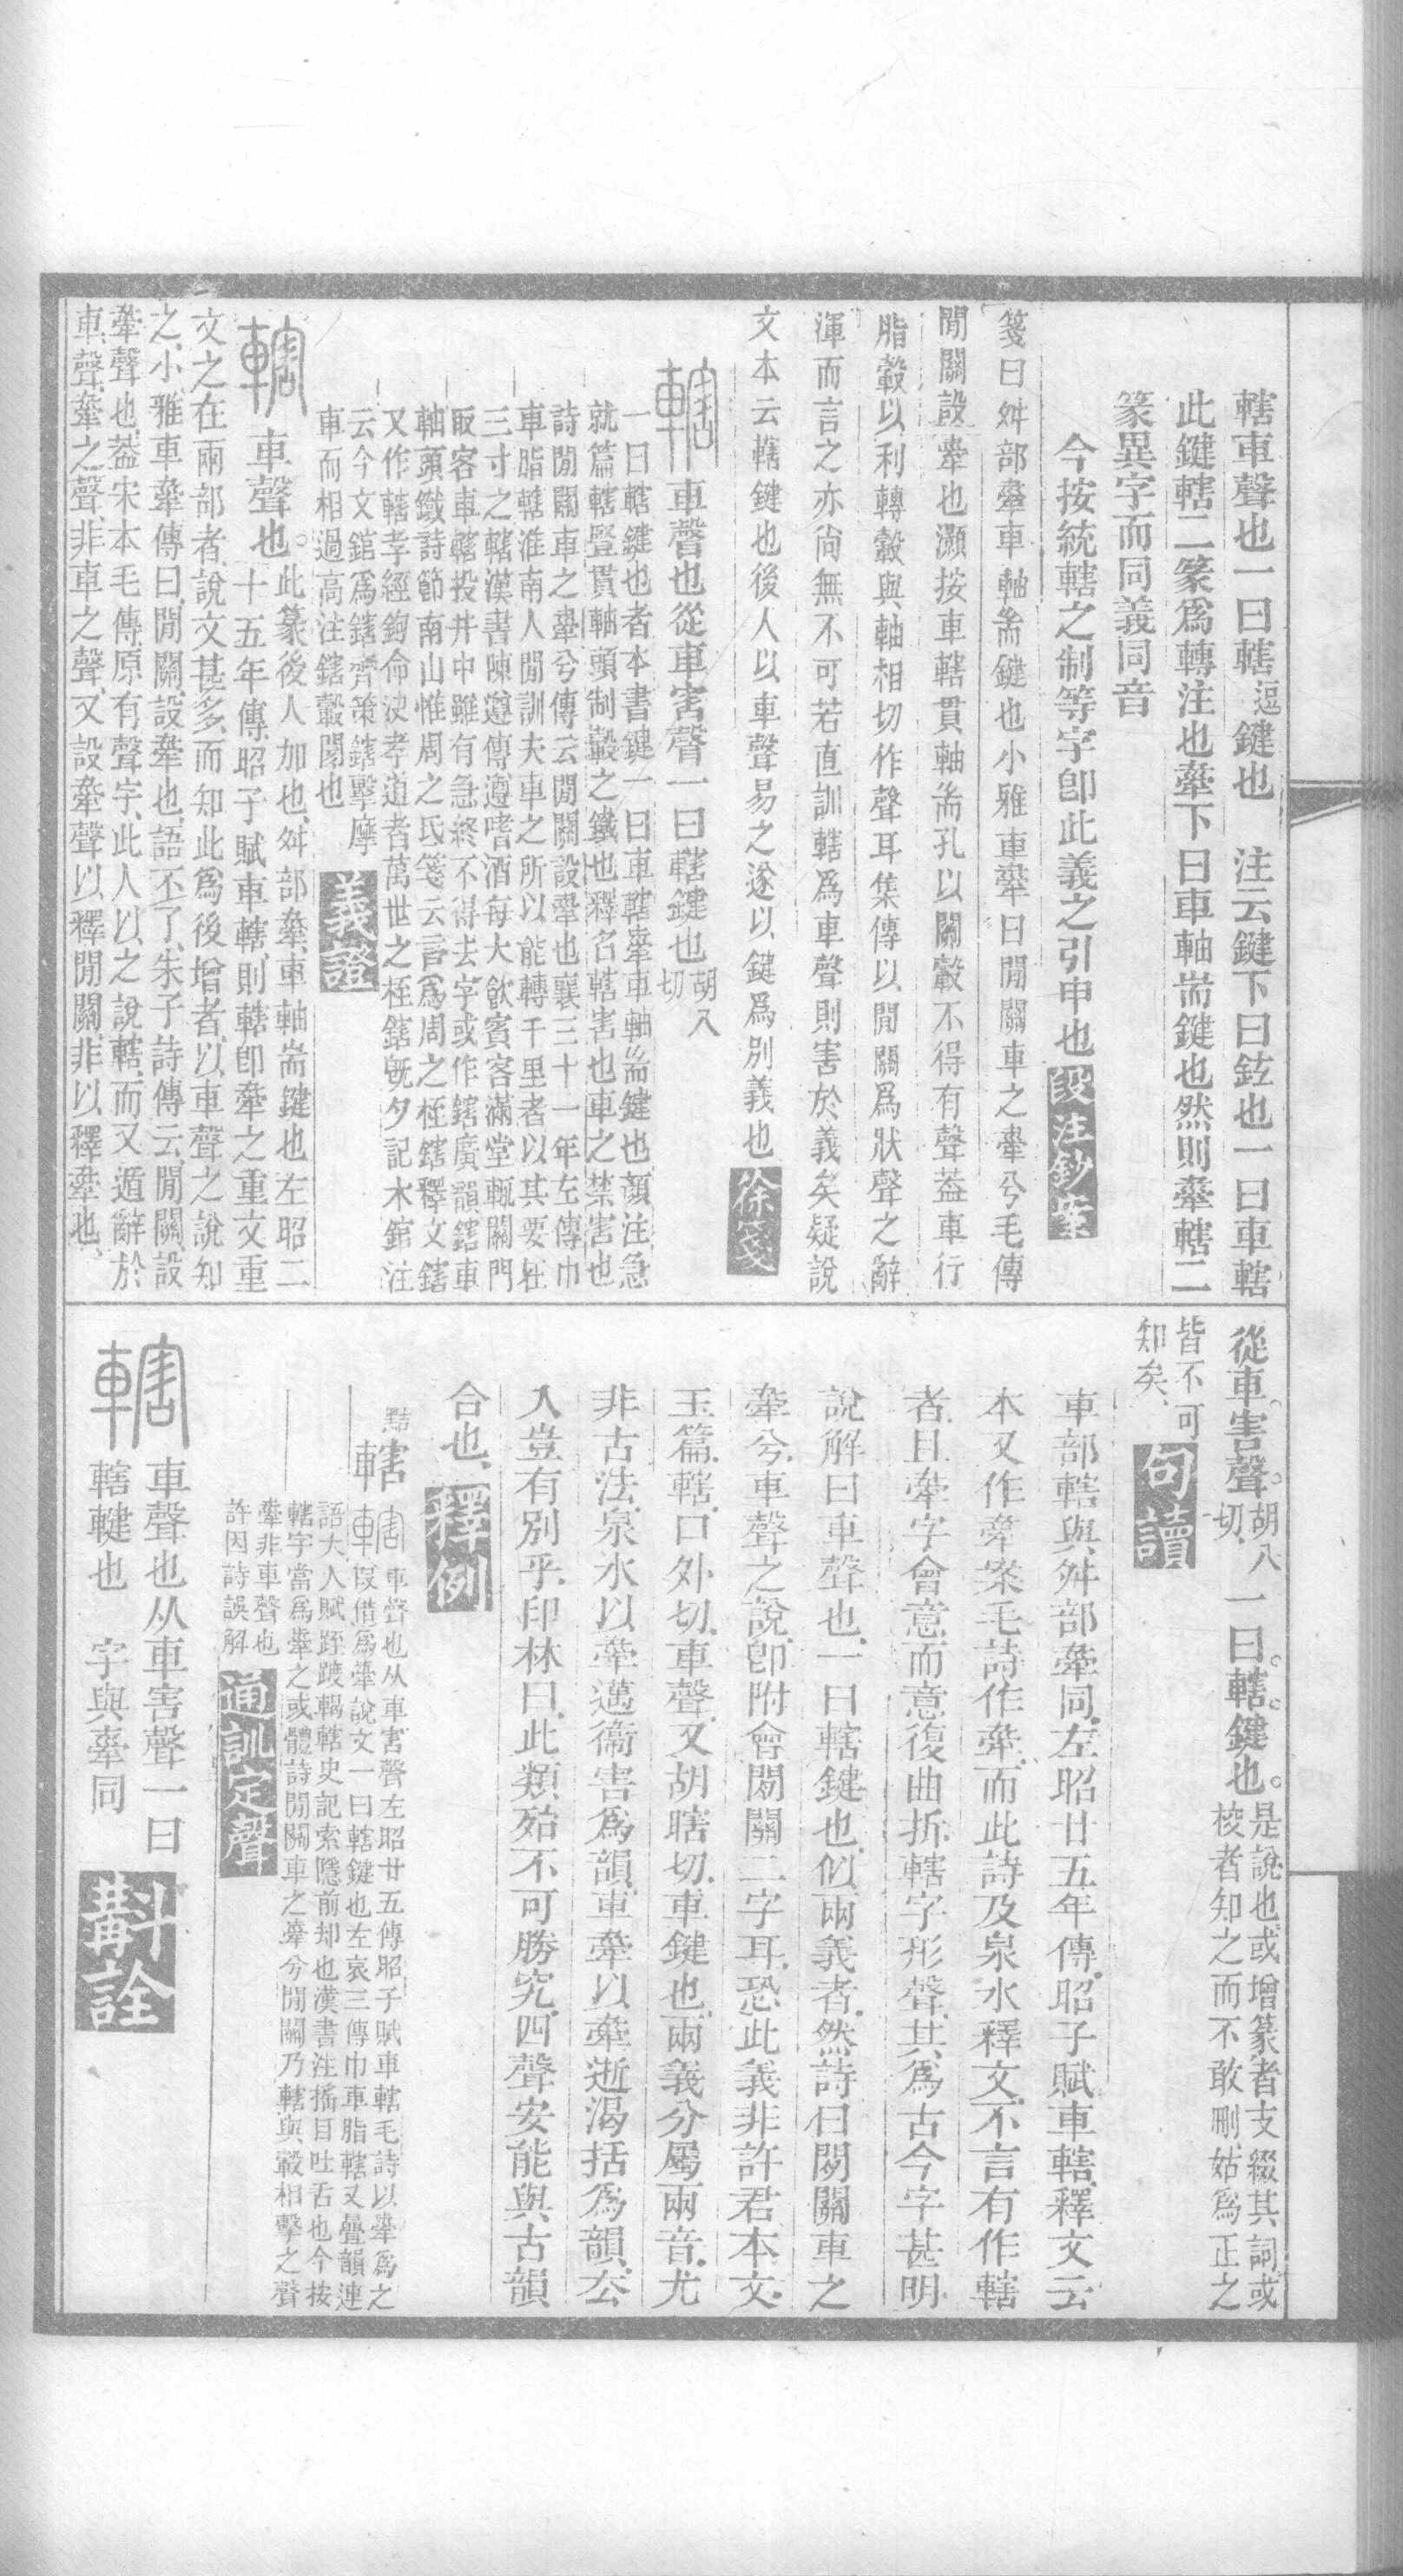 轄車聲也一曰轄逗鍵也　注云鍵下曰鉉也一曰車轄
此鍵轄二篆爲轉注也舝下曰車軸耑鍵也然則舝轄二
篆異字而同義同音
今按統轄之制等字卽此義之引申也 段注鈔案
箋曰舛部舝車軸耑鍵也小雅車舝曰閒關車之舝兮毛傳
閒關設舝也灝按車轄貫軸耑孔以關轂不得有聲葢車行
脂轂以利轉轂與軸相切作聲耳集傳以閒關爲狀聲之辭
渾而言之亦尚無不可若直訓轄爲車聲則害於義矣疑說
文本云轄鍵也後人以車聲易之遂以鍵爲別義也 徐箋
轄 車聲也從車害聲一曰轄鍵也 胡八切
一曰轄鍵也者本書鍵一曰車轄舝車軸耑鍵也顏注急
就篇轄豎貫軸頭制轂之鐵也釋名轄害也車之禁害也
詩閒關車之舝兮傳云閒關設舝也襄三十一年左傳巾
車脂轄淮南人閒訓夫車之所以能轉千里者以其要在
三寸之轄漢書陳遵傳遵嗜酒每大飮賓客滿堂輒關門
取客車轄投井中雖有急終不得去字或作鎋廣韻鎋車
軸頭鐵詩節南山惟周之氐箋云言爲周之桎鎋釋文鎋
又作轄孝經鉤命決孝道者萬世之桎鎋旣夕記木錧注
云今文錧爲鎋齊策鎋擊摩
車而相過高注鎋轂閡也 義證
轄 車聲也。此篆後人加也、舛部舝、車軸耑鍵也左昭二
十五年傳昭子賦車轄、則轄卽舝之重文重
文之在兩部者、說文甚多、而知此爲後增者、以車聲之說知
之、小雅車舝傳曰、閒關、設舝也、語不了、朱子詩傳云、閒關、設
舝聲也、葢宋本毛傳、原有聲字、此人以之說轄、而又遁辭於
車聲、舝之聲、非車之聲、又設舝聲以釋閒關、非以釋舝也、
從車。害聲。胡八切、一曰。轄。鍵也。是說也、或增篆者支綴其詞、或
校者知之而不敢刪、姑爲正之
皆不可
知矣、 句讀
車部轄與舛部舝同、左昭廿五年傳、昭子賦車轄、釋文云
本又作舝案毛詩作舝、而此詩及泉水釋文、不言有作轄
者、且舝字會意而意復曲折、轄字形聲、其爲古今字甚明、
說解曰車聲也、一曰轄鍵也、似兩義者、然詩曰閒關車之
舝兮、車聲之說、卽附會閒關二字耳、恐此義非許君本文、
玉篇、轄、口外切、車聲、又胡瞎切、車鍵也、兩義分屬兩音、尤
非古法、泉水以舝邁衞害爲韻、車舝以舝逝渴括爲韻、公
入豈有別乎、印林曰、此類殆不可勝究、四聲安能與古韻
合也、 釋例
轄 車聲也从車害聲左昭廿五傳昭子賦車轄毛詩以舝爲之
叚借爲舝說文一曰轄鍵也左哀三傳巾車脂轄又疊韻連
語大人賦跮踱輵轄史記索隱前却也漢書注搖目吐舌也今按
轄字當爲舝之或體詩閒關車之舝兮閒關乃轄與轂相擊之聲
舝非車聲也
許因詩誤解 通訓定聲
轄 車聲也从車害聲一曰
轄鍵也　字與舝同 斠詮